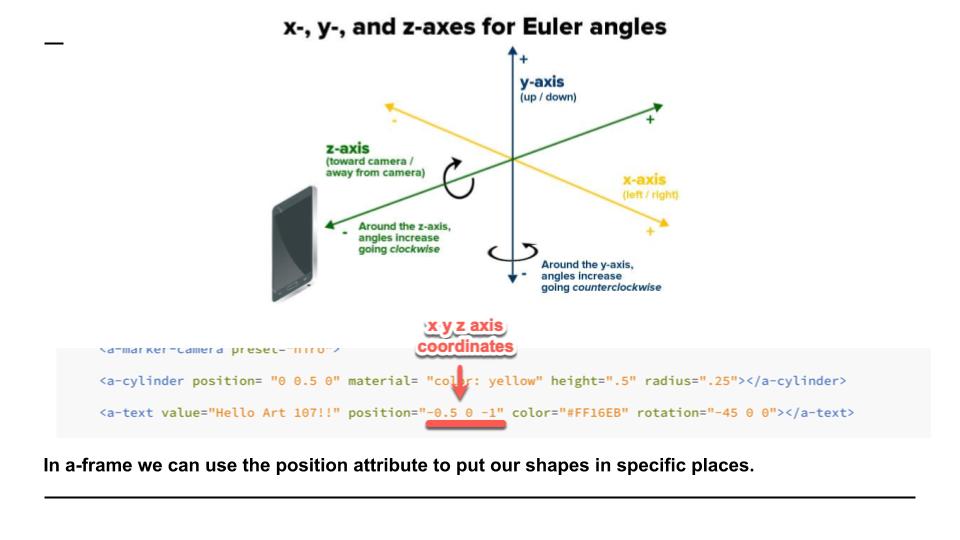 x-, y-, and z-axes for Euler angles
+
y-axis
(up / down)
-
+
z-axis
(toward camera /
away from camera)
x-axis
(left / right)
-
Around the z-axis,
angles increase
going clockwise
+
-
Around the y-axis,
angles increase
going counterclockwise
x y z axis
coordinates
<a-marker-camera preset="hiro">
<a-cylinder position= "0 0.5 0" material= "color: yellow" height=".5" radius=".25"></a-cylinder>
<a-text value="Hello Art 107!!" position="-0.5 0 -1" color="#FF16EB" rotation="-45 0 0"></a-text>
In a-frame we can use the position attribute to put our shapes in specific places.